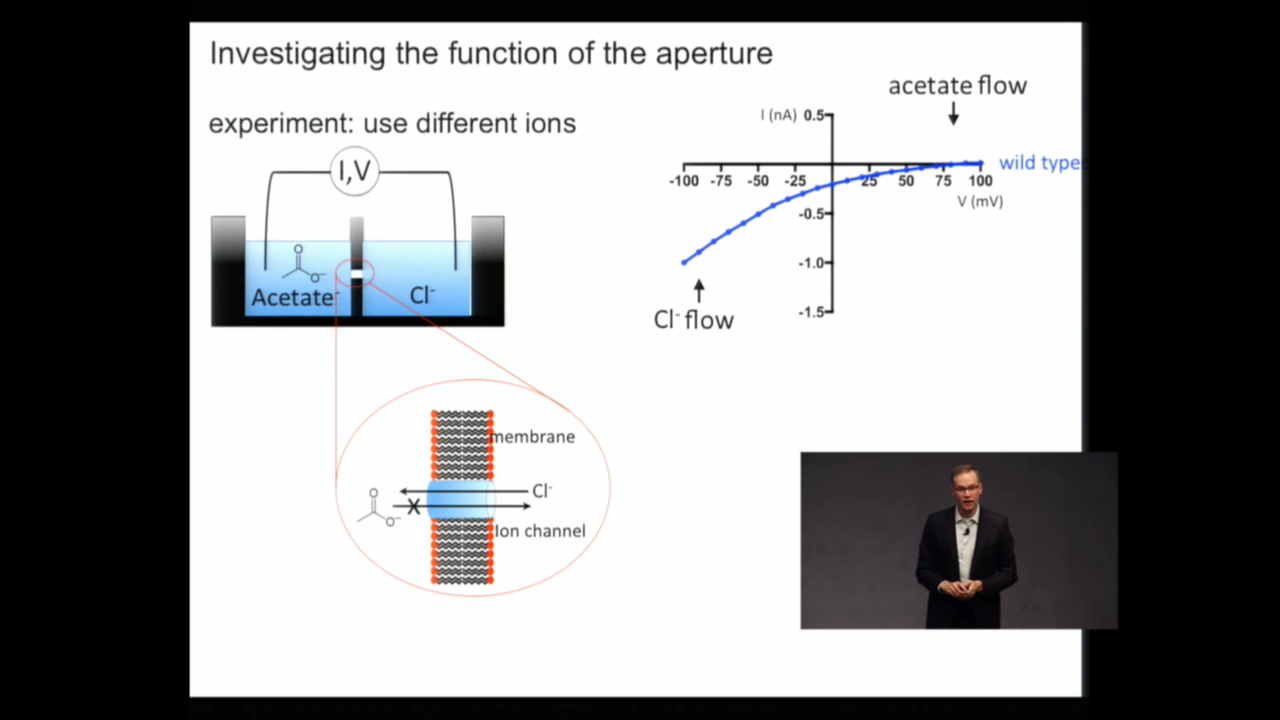 Investigating the function of the aperture
experiment: use different ions
I,V
O
O⁻
Acetate⁻
Cl⁻
membrane
Cl⁻
X
O
O⁻
Ion channel
acetate flow
I (nA) 0.5
-100 -75 -50 -25 25 50 75 100
wild type
V (mV)
-0.5
-1.0
-1.5
Cl⁻ flow